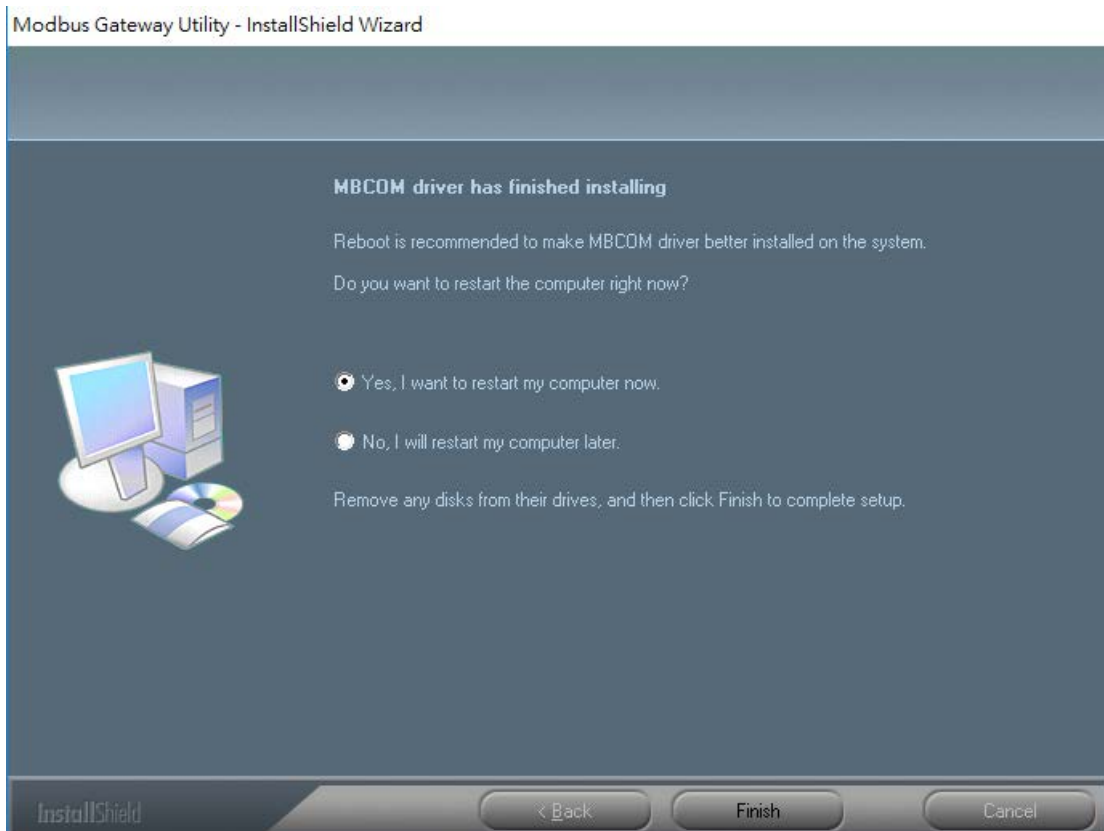 Modbus Gateway Utility - InstallShield Wizard
MBCOM driver has finished installing
Reboot is recommended to make MBCOM driver better installed on the system.
Do you want to restart the computer right now?
Yes, I want to restart my computer now.
No, I will restart my computer later.
Remove any disks from their drives, and then click Finish to complete setup.
InstallShield
< Back
Finish
Cancel